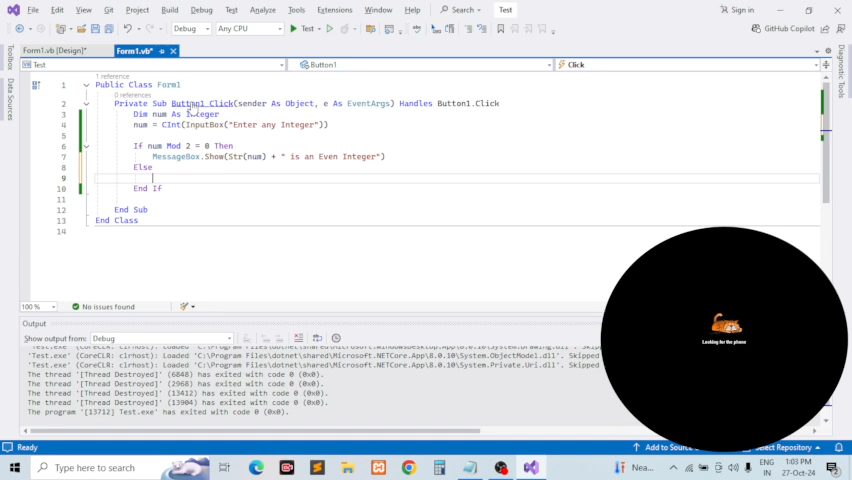 File Edit View Git Project Build Debug Test Analyze Tools Extensions Window Help Search Test Sign in
Debug Any CPU Test GitHub Copilot
Form1.vb [Design]* Form1.vb*
Test Button1 Click
Toolbox
Data Sources
Diagnostic Tools
1 reference
1 Public Class Form1
0 references
2 Private Sub Button1_Click(sender As Object, e As EventArgs) Handles Button1.Click
3 Dim num As Integer
4 num = CInt(InputBox("Enter any Integer"))
5
6 If num Mod 2 = 0 Then
7 MessageBox.Show(Str(num) + " is an Even Integer")
8 Else
9
10 End If
11
12 End Sub
13 End Class
14
100 % No issues found
Output
Show output from: Debug
'Test.exe' (CoreCLR: clrhost): Loaded 'C:\Program Files\dotnet\shared\Microsoft.NETCore.App\8.0.10\System.ObjectModel.dll'. Skipped
'Test.exe' (CoreCLR: clrhost): Loaded 'C:\Program Files\dotnet\shared\Microsoft.NETCore.App\8.0.10\System.Private.Uri.dll'. Skipped
The thread '[Thread Destroyed]' (6848) has exited with code 0 (0x0).
The thread '[Thread Destroyed]' (2968) has exited with code 0 (0x0).
The thread '[Thread Destroyed]' (13412) has exited with code 0 (0x0).
The thread '[Thread Destroyed]' (13904) has exited with code 0 (0x0).
The program '[13712] Test.exe' has exited with code 0 (0x0).
Looking for the phone
Ready Add to Source Select Repository
Type here to search Nea... ENG IN 1:03 PM 27-Oct-24 2